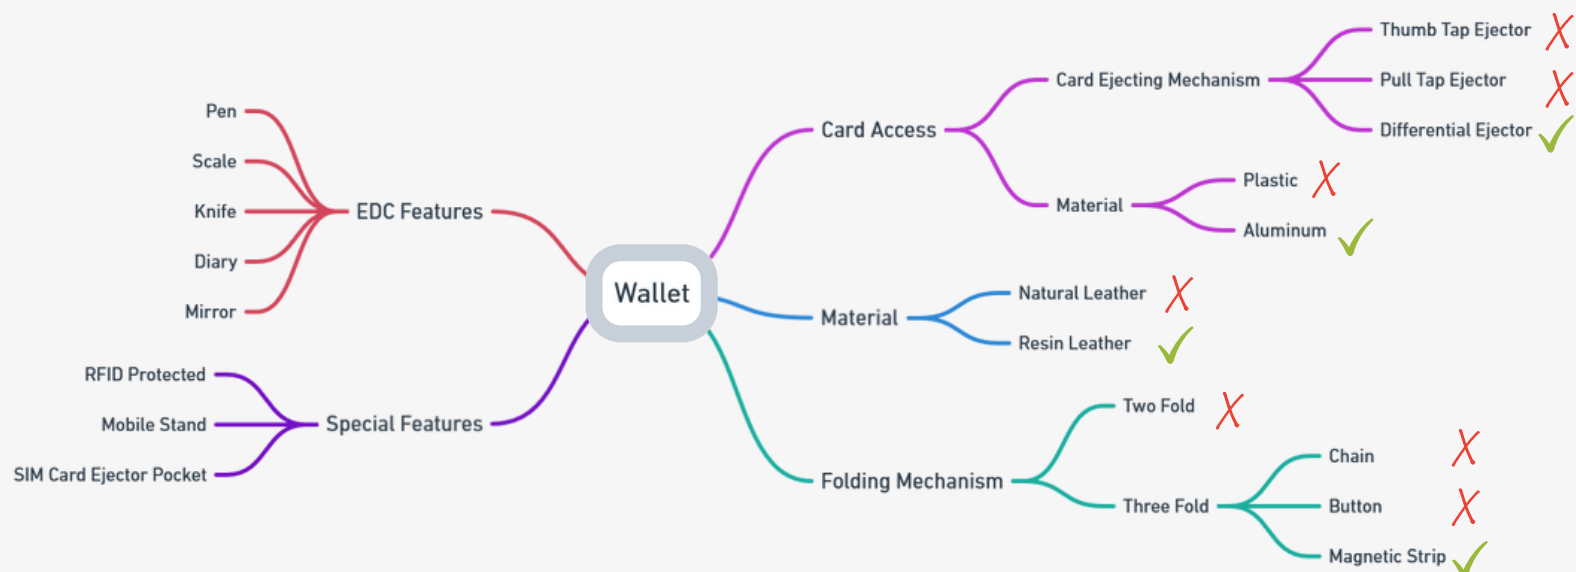 Wallet
EDC Features
Pen
Scale
Knife
Diary
Mirror
Special Features
RFID Protected
Mobile Stand
SIM Card Ejector Pocket
Card Access
Card Ejecting Mechanism
Thumb Tap Ejector
Pull Tap Ejector
Differential Ejector
Material
Plastic
Aluminum
Material
Natural Leather
Resin Leather
Folding Mechanism
Two Fold
Three Fold
Chain
Button
Magnetic Strip